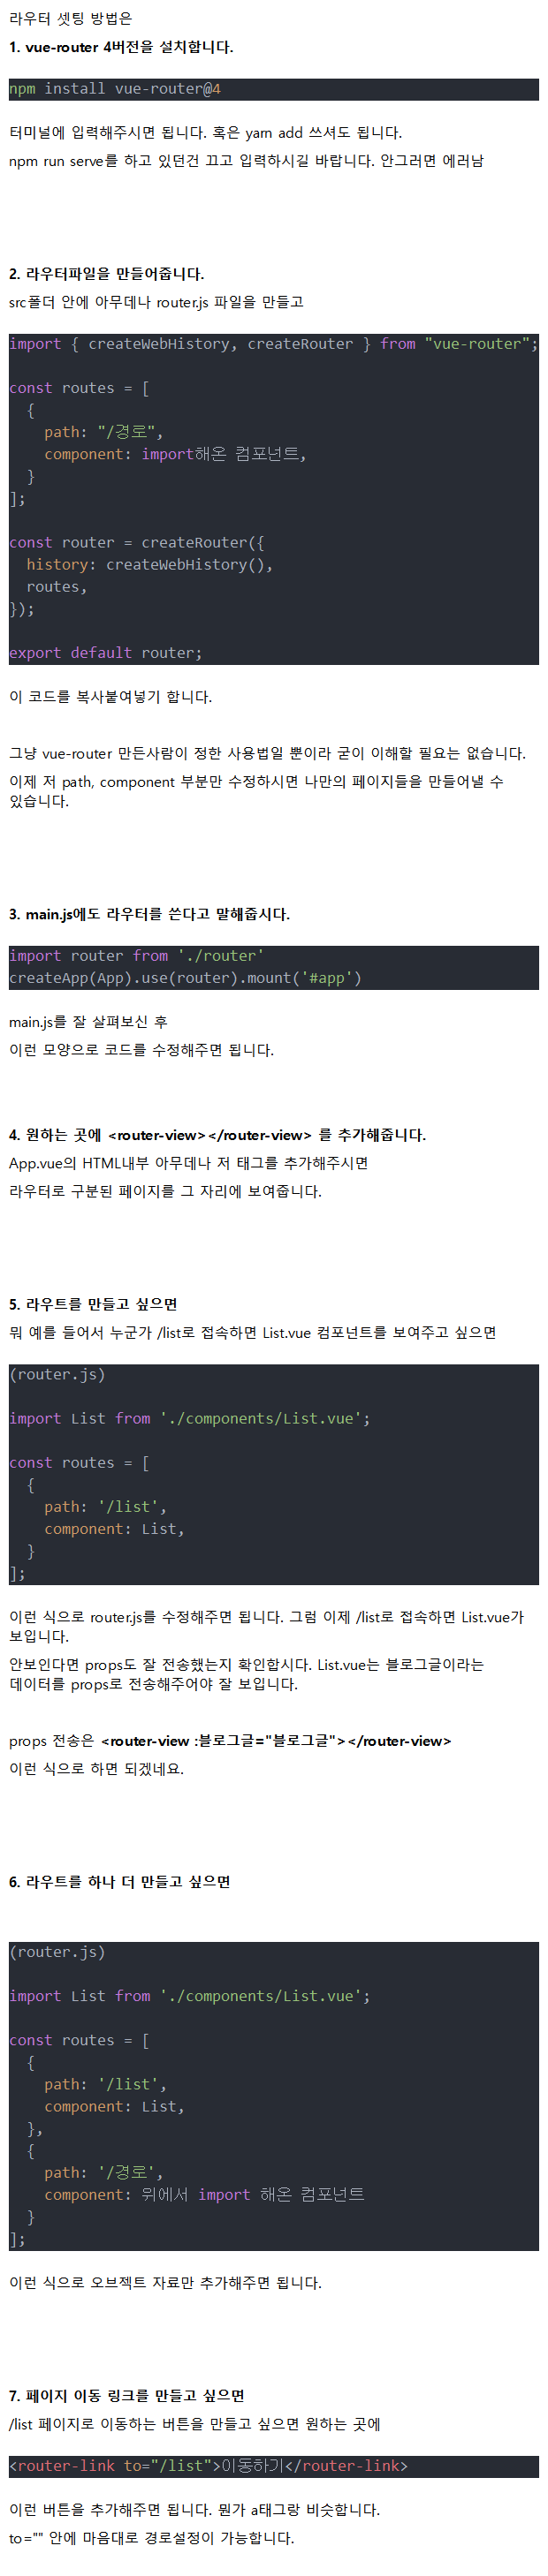 라우터 셋팅 방법은
1. vue-router 4버전을 설치합니다.
npm install vue-router@4
터미널에 입력해주시면 됩니다. 혹은 yarn add 쓰셔도 됩니다.
npm run serve를 하고 있던건 끄고 입력하시길 바랍니다. 안그러면 에러남
2. 라우터파일을 만들어줍니다.
src폴더 안에 아무데나 router.js 파일을 만들고
import { createWebHistory, createRouter } from "vue-router";
const routes = [
  {
    path: "/경로",
    component: import해온 컴포넌트,
  }
];
const router = createRouter({
  history: createWebHistory(),
  routes,
});
export default router;
이 코드를 복사붙여넣기 합니다.
그냥 vue-router 만든사람이 정한 사용법일 뿐이라 굳이 이해할 필요는 없습니다.
이제 저 path, component 부분만 수정하시면 나만의 페이지들을 만들어낼 수
있습니다.
3. main.js에도 라우터를 쓴다고 말해줍시다.
import router from './router'
createApp(App).use(router).mount('#app')
main.js를 잘 살펴보신 후
이런 모양으로 코드를 수정해주면 됩니다.
4. 원하는 곳에 <router-view></router-view> 를 추가해줍니다.
App.vue의 HTML내부 아무데나 저 태그를 추가해주시면
라우터로 구분된 페이지를 그 자리에 보여줍니다.
5. 라우트를 만들고 싶으면
뭐 예를 들어서 누군가 /list로 접속하면 List.vue 컴포넌트를 보여주고 싶으면
(router.js)
import List from './components/List.vue';
const routes = [
  {
    path: '/list',
    component: List,
  }
];
이런 식으로 router.js를 수정해주면 됩니다. 그럼 이제 /list로 접속하면 List.vue가
보입니다.
안보인다면 props도 잘 전송했는지 확인합시다. List.vue는 블로그글이라는
데이터를 props로 전송해주어야 잘 보입니다.
props 전송은 <router-view :블로그글="블로그글"></router-view>
이런 식으로 하면 되겠네요.
6. 라우트를 하나 더 만들고 싶으면
(router.js)
import List from './components/List.vue';
const routes = [
  {
    path: '/list',
    component: List,
  },
  {
    path: '/경로',
    component: 위에서 import 해온 컴포넌트
  }
];
이런 식으로 오브젝트 자료만 추가해주면 됩니다.
7. 페이지 이동 링크를 만들고 싶으면
/list 페이지로 이동하는 버튼을 만들고 싶으면 원하는 곳에
<router-link to="/list">이동하기</router-link>
이런 버튼을 추가해주면 됩니다. 뭔가 a태그랑 비슷합니다.
to="" 안에 마음대로 경로설정이 가능합니다.